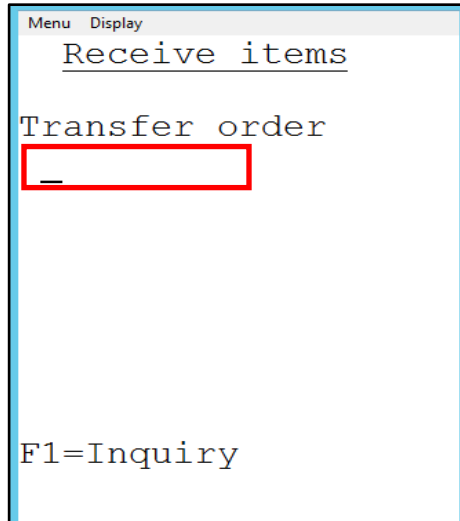 Menu Display
Receive items
Transfer order
_
F1=Inquiry